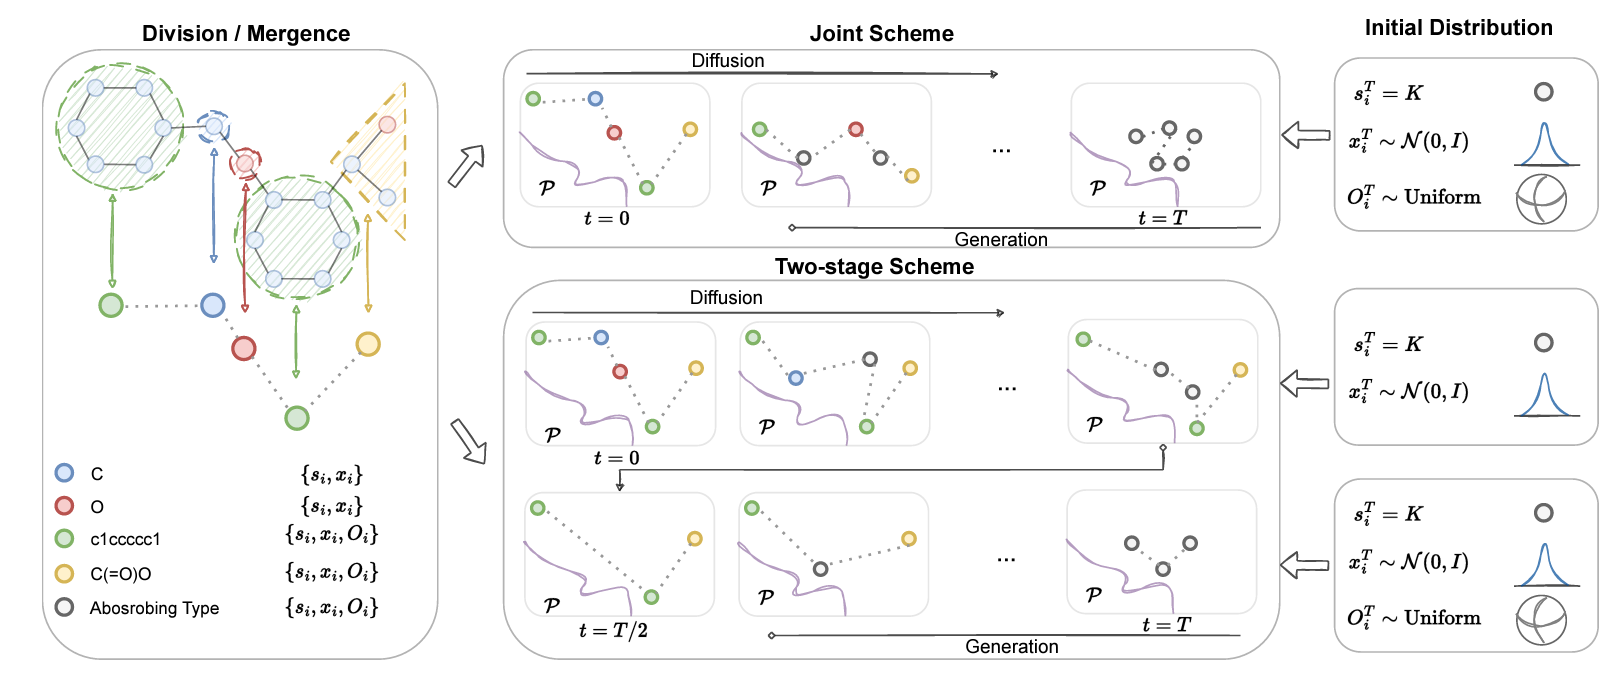 Division / Mergence
C
$\{s_i, x_i\}$
O
$\{s_i, x_i\}$
c1ccccc1
$\{s_i, x_i, O_i\}$
C(=O)O
$\{s_i, x_i, O_i\}$
Abosrobing Type
$\{s_i, x_i, O_i\}$
Joint Scheme
Diffusion
$\mathcal{P}$
$\mathcal{P}$
...
$\mathcal{P}$
$t = 0$
$t = T$
Generation
Two-stage Scheme
Diffusion
$\mathcal{P}$
$\mathcal{P}$
...
$\mathcal{P}$
$t = 0$
$\mathcal{P}$
$\mathcal{P}$
...
$\mathcal{P}$
$t = T/2$
$t = T$
Generation
Initial Distribution
$s_i^T = K$
$x_i^T \sim \mathcal{N}(0, I)$
$O_i^T \sim \text{Uniform}$
$s_i^T = K$
$x_i^T \sim \mathcal{N}(0, I)$
$s_i^T = K$
$x_i^T \sim \mathcal{N}(0, I)$
$O_i^T \sim \text{Uniform}$